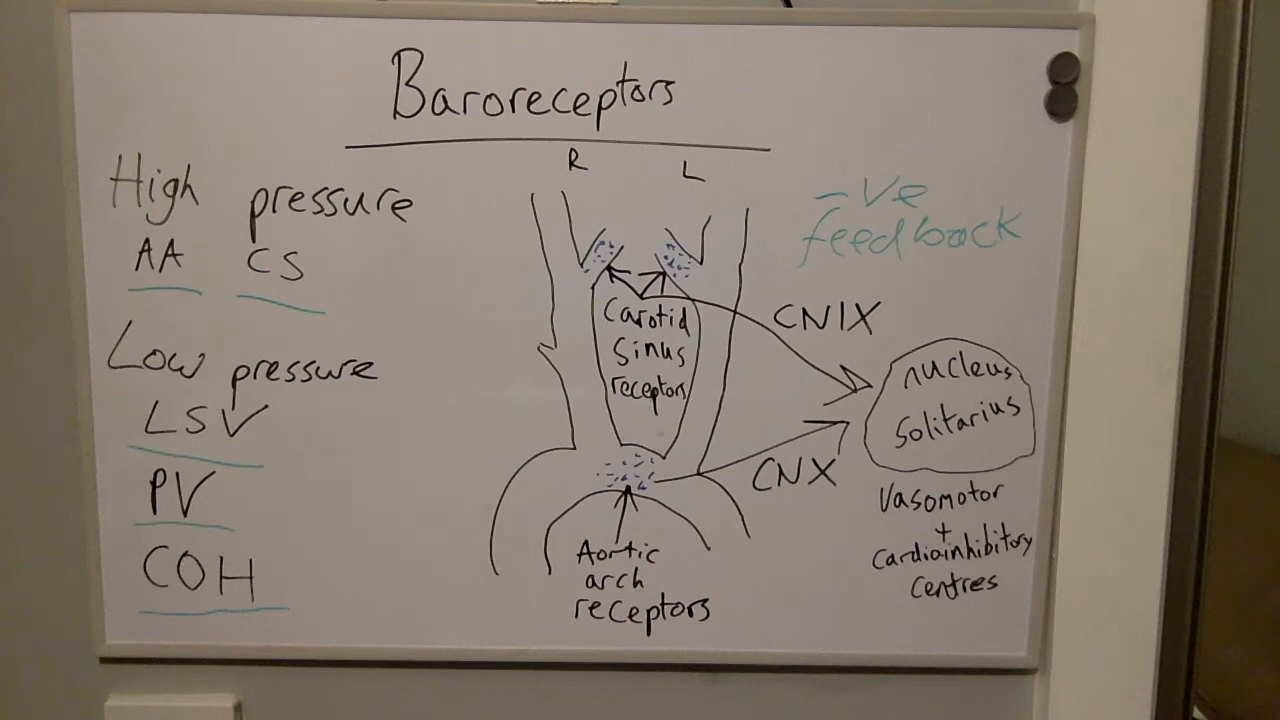 Baroreceptors
High pressure
AA CS
Low pressure
LSV
PV
COH
R L
Carotid
Sinus
receptors
Aortic
arch
receptors
-ve
feedback
CNIX
CNX
nucleus
Solitarius
Vasomotor
+
Cardioinhibitory
Centres